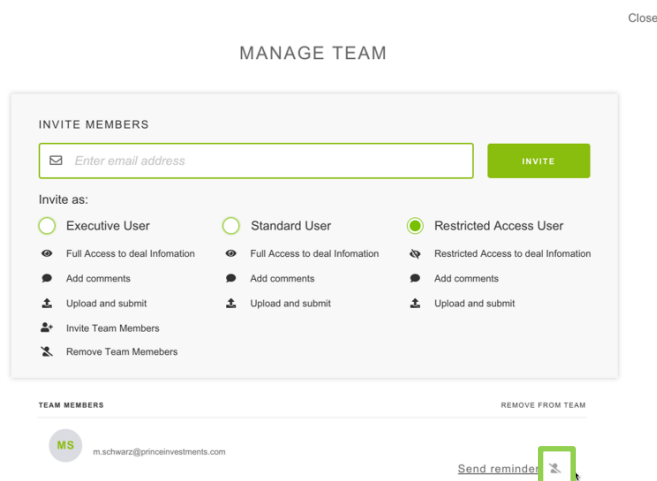 Close
MANAGE TEAM
INVITE MEMBERS
Enter email address
INVITE
Invite as:
Executive User
Standard User
Restricted Access User
Full Access to deal Infomation
Full Access to deal Infomation
Restricted Access to deal Infomation
Add comments
Add comments
Add comments
Upload and submit
Upload and submit
Upload and submit
Invite Team Members
Remove Team Memebers
TEAM MEMBERS
REMOVE FROM TEAM
MS
m.schwarz@princeinvestments.com
Send reminder